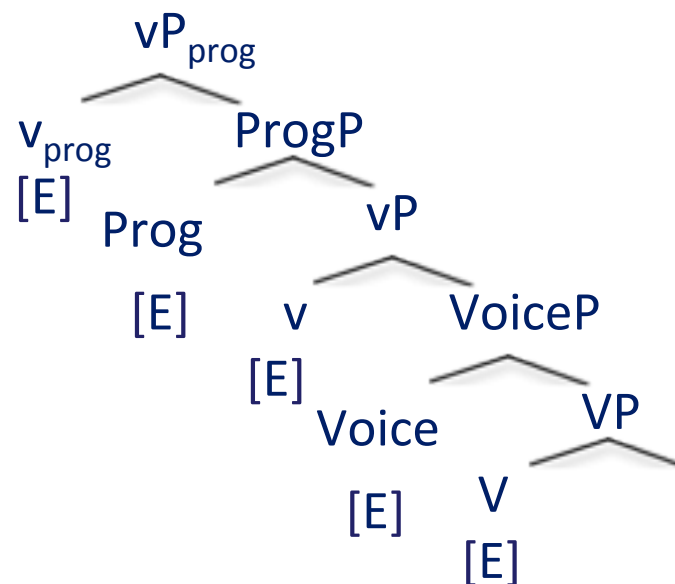 vPprog
vprog ProgP
[E]
Prog vP
[E] v VoiceP
[E]
Voice VP
[E] V
[E]